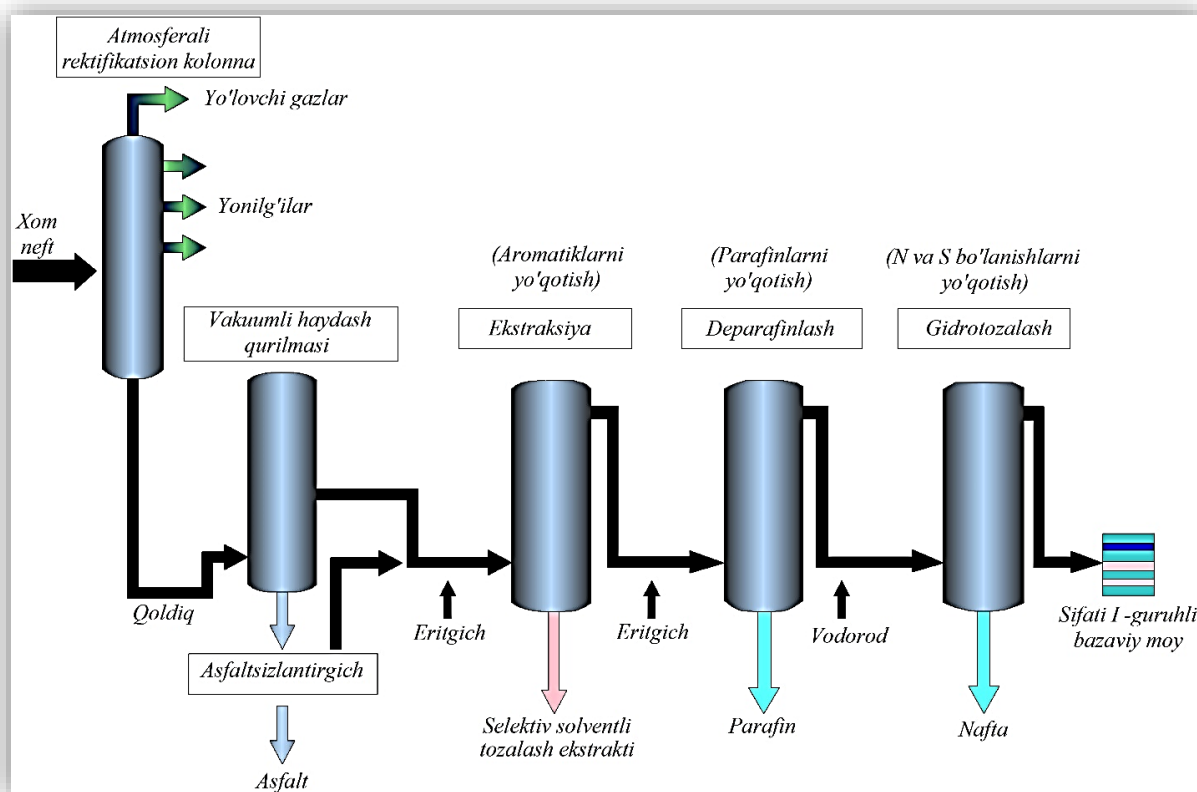 Atmosferali
rektifikatsion kolonna
Yo'lovchi gazlar
Yonilg'ilar
Xom
neft
(Aromatiklarni
yo'qotish)
(Parafinlarni
yo'qotish)
(N va S bo'lanishlarni
yo'qotish)
Vakuumli haydash
qurilmasi
Ekstraksiya
Deparafinlash
Gidrotozalash
Qoldiq
Eritgich
Eritgich
Vodorod
Sifati I -guruhli
bazaviy moy
Asfaltsizlantirgich
Selektiv solventli
tozalash ekstrakti
Parafin
Nafta
Asfalt